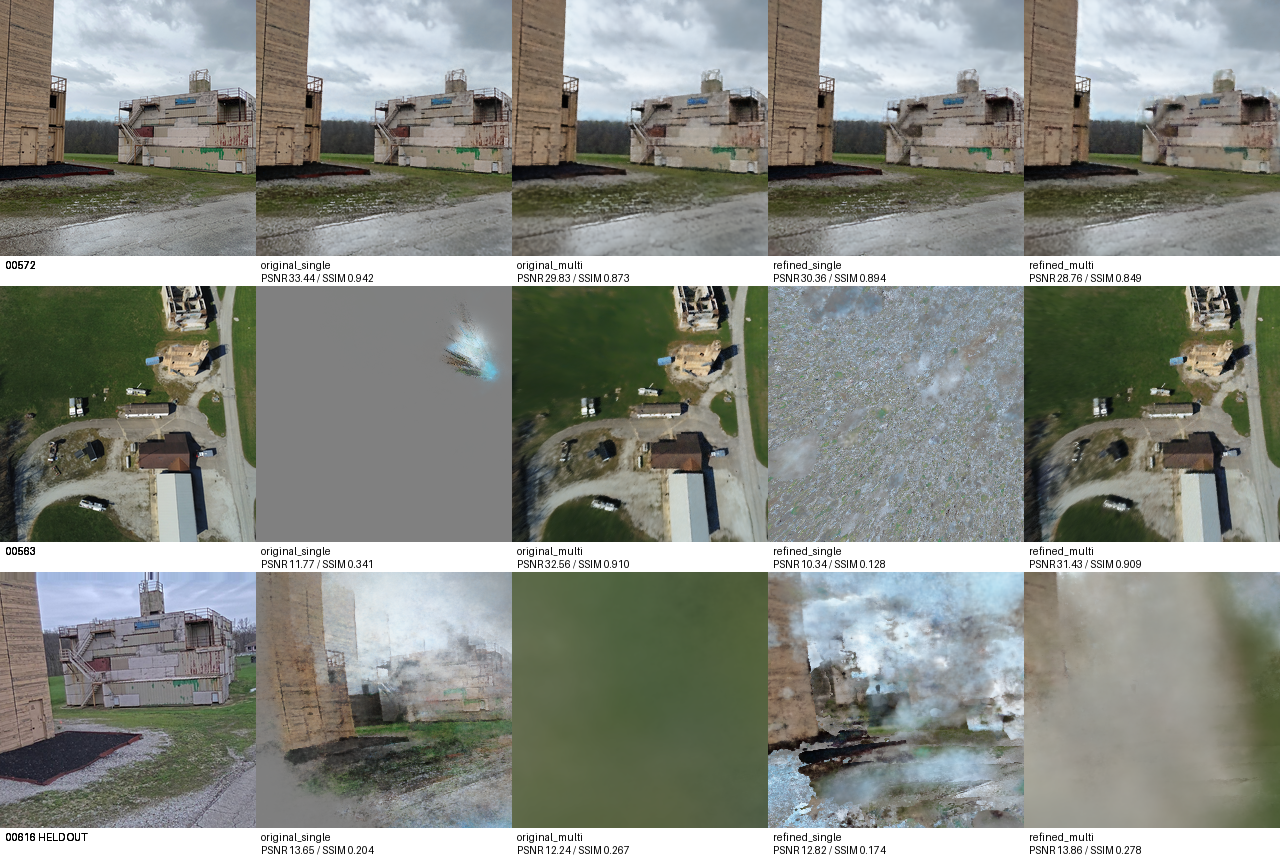 00572
original_single
PSNR 33.44 / SSIM 0.942
original_multi
PSNR 29.83 / SSIM 0.873
refined_single
PSNR 30.36 / SSIM 0.894
refined_multi
PSNR 28.76 / SSIM 0.849
00563
original_single
PSNR 11.77 / SSIM 0.341
original_multi
PSNR 32.56 / SSIM 0.910
refined_single
PSNR 10.34 / SSIM 0.128
refined_multi
PSNR 31.43 / SSIM 0.909
00616 HELDOUT
original_single
PSNR 13.65 / SSIM 0.204
original_multi
PSNR 12.24 / SSIM 0.267
refined_single
PSNR 12.82 / SSIM 0.174
refined_multi
PSNR 13.86 / SSIM 0.278